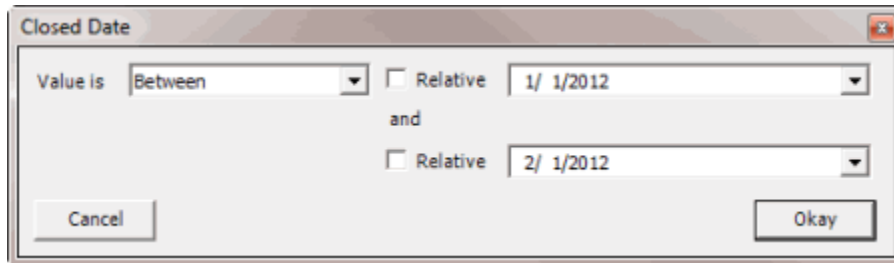 Closed Date
Value is Between Relative 1/ 1/2012
and
Relative 2/ 1/2012
Cancel Okay